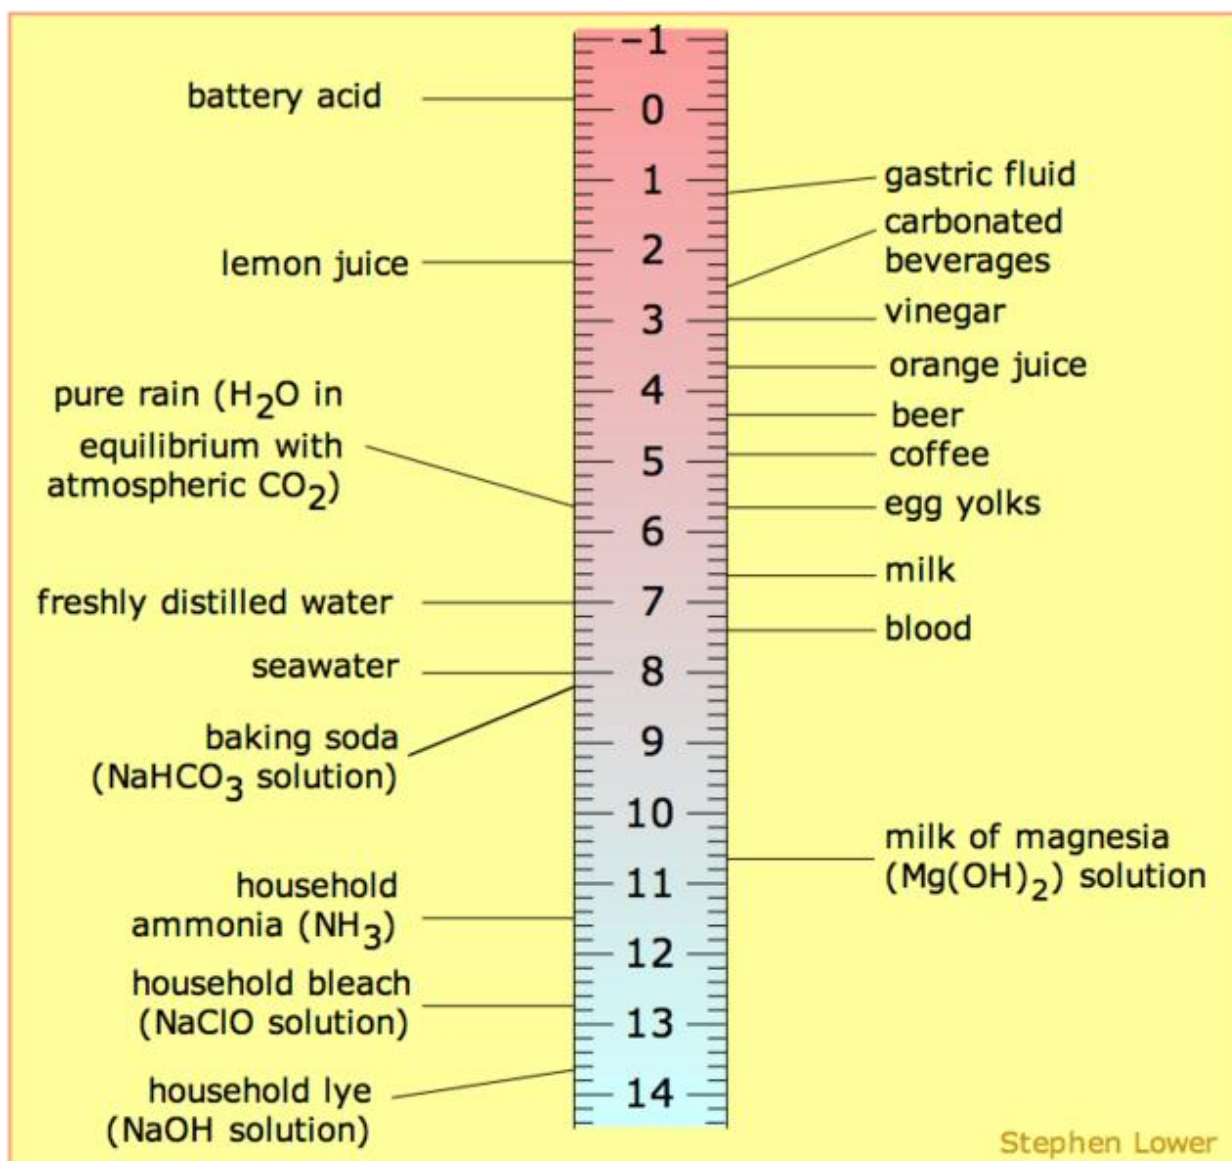 −1
battery acid
0
1
gastric fluid
carbonated
beverages
2
lemon juice
3
vinegar
orange juice
4
pure rain (H₂O in
equilibrium with
atmospheric CO₂)
beer
coffee
5
egg yolks
6
milk
7
freshly distilled water
blood
seawater
8
baking soda
(NaHCO₃ solution)
9
10
milk of magnesia
(Mg(OH)₂) solution
11
household
ammonia (NH₃)
12
household bleach
(NaClO solution)
13
household lye
(NaOH solution)
14
Stephen Lower